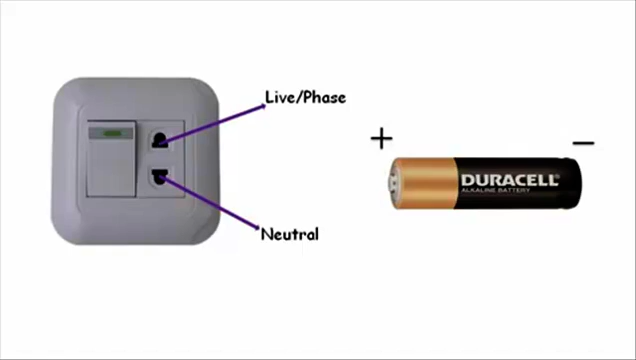 Live/Phase
Neutral
+
−
DURACELL
ALKALINE BATTERY